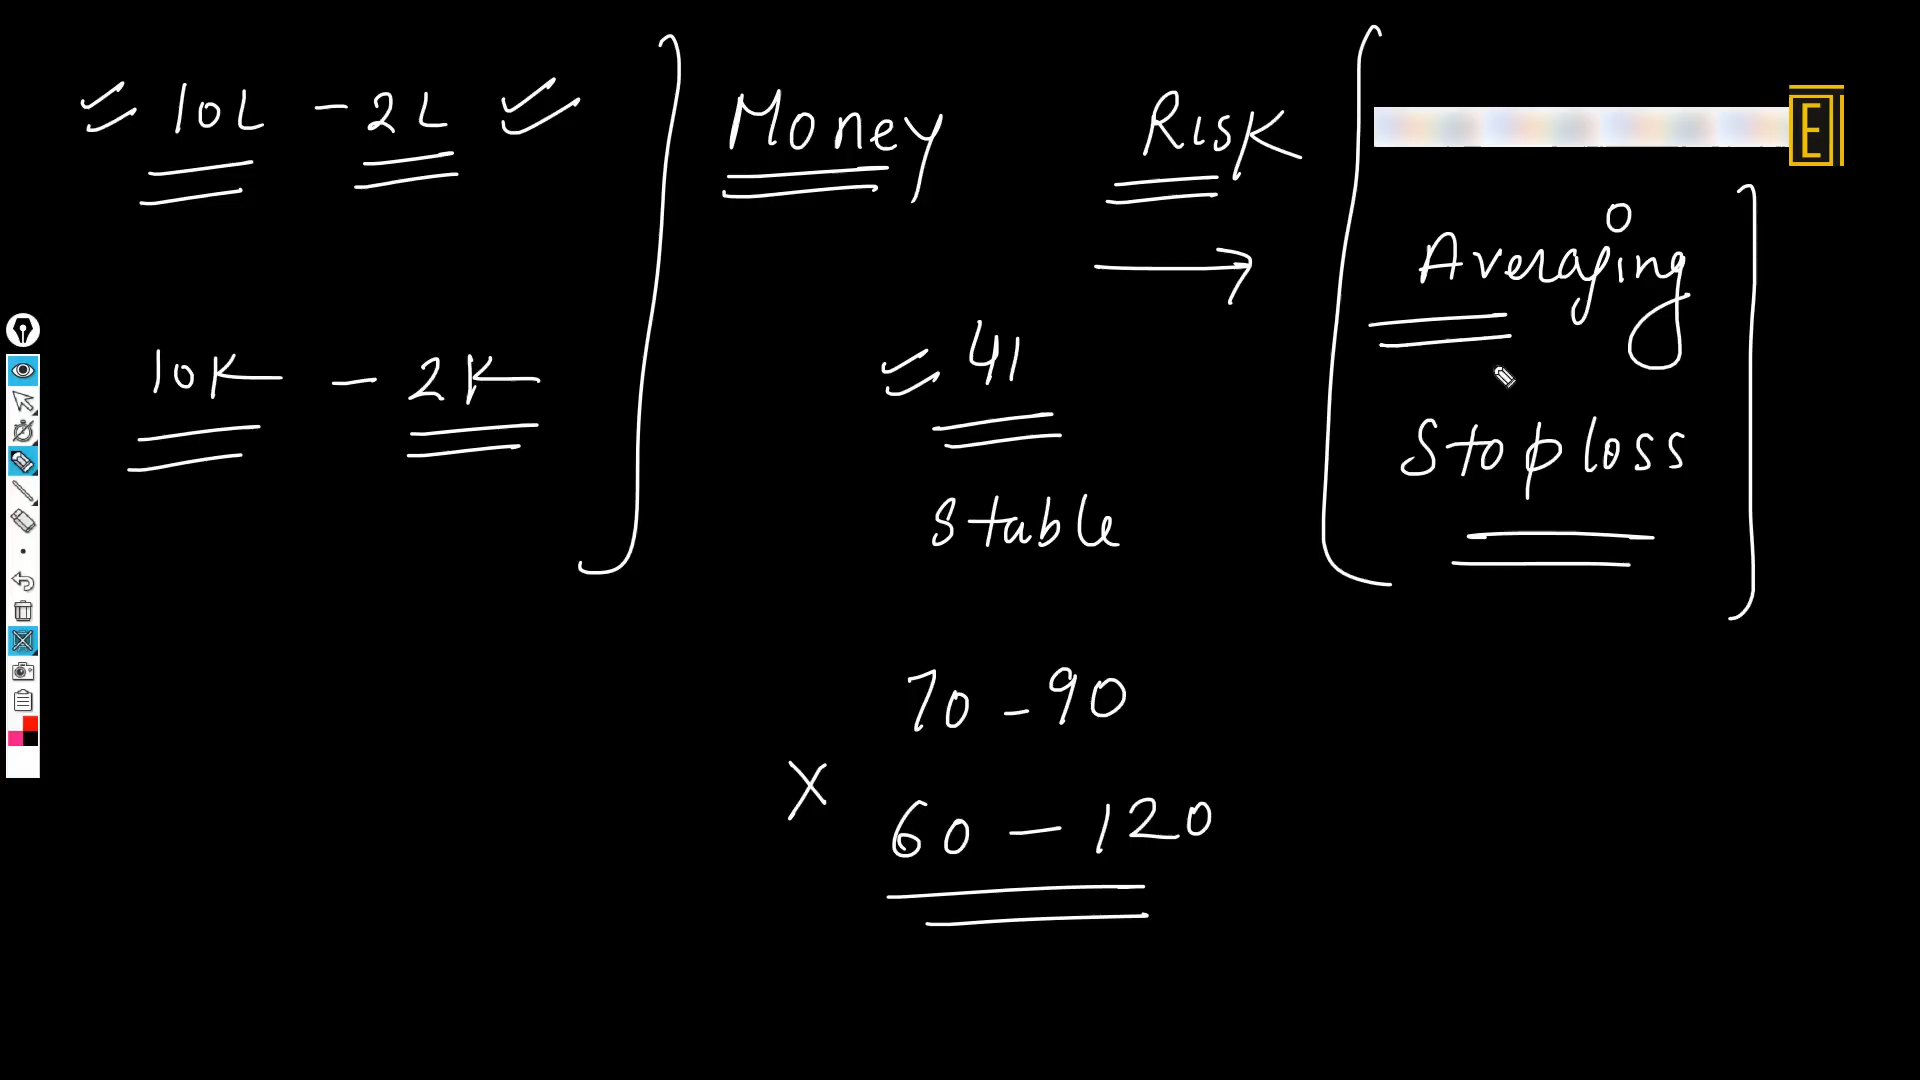 10L - 2L
Money
Risk
E
Averaging
10K - 2K
41
Stoploss
Stable
70 - 90
X
60 - 120